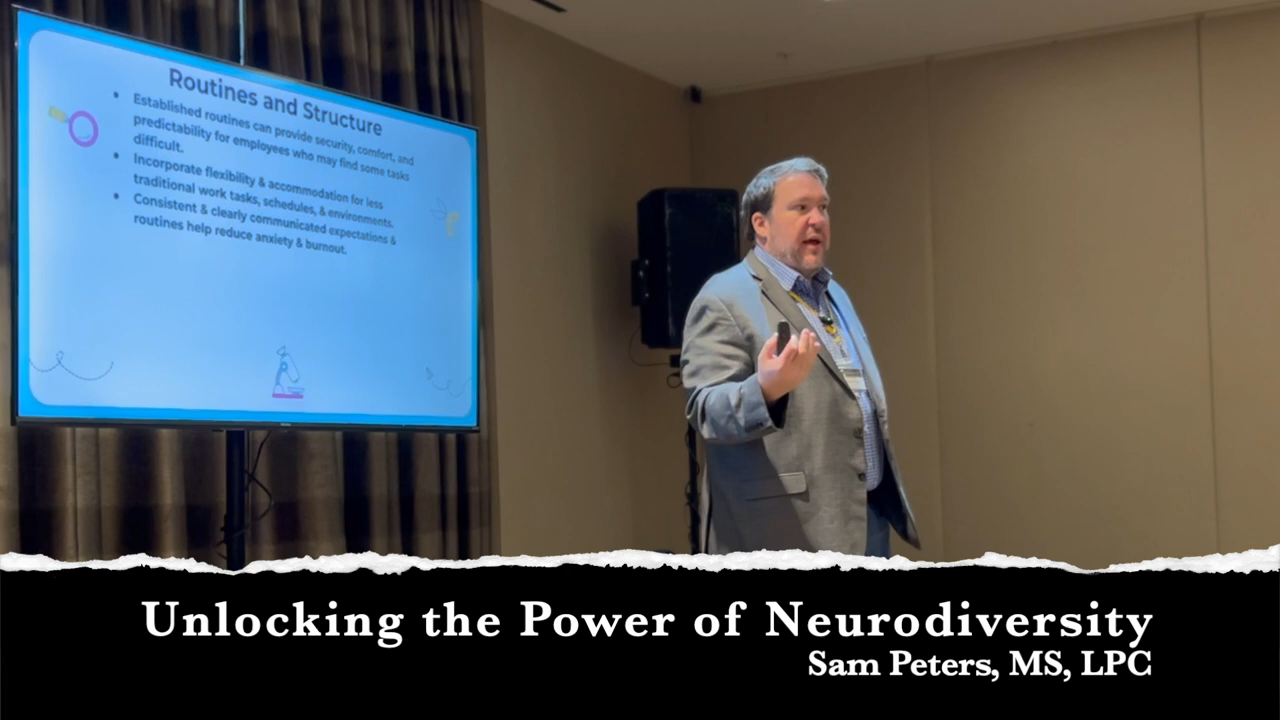 Routines and Structure
• Established routines can provide security, comfort, and
predictability for employees who may find some tasks
difficult.
• Incorporate flexibility & accommodation for less
traditional work tasks, schedules, & environments.
• Consistent & clearly communicated expectations &
routines help reduce anxiety & burnout.
Unlocking the Power of Neurodiversity
Sam Peters, MS, LPC